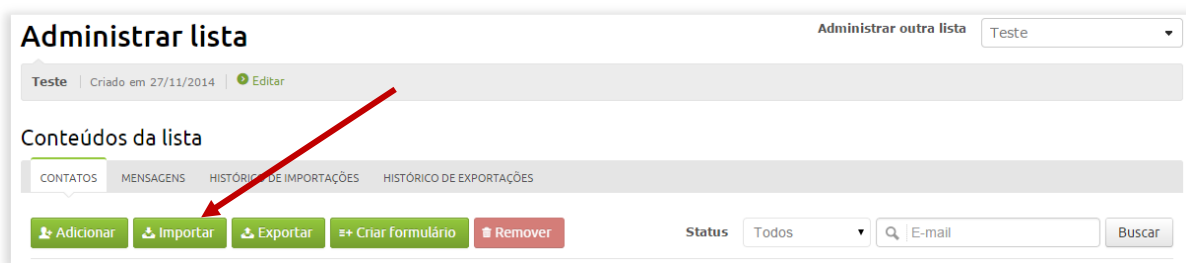 Administrar lista
Administrar outra lista Teste
Teste Criado em 27/11/2014 Editar
Conteúdos da lista
CONTATOS MENSAGENS HISTÓRICO DE IMPORTAÇÕES HISTÓRICO DE EXPORTAÇÕES
Adicionar Importar Exportar Criar formulário Remover Status Todos E-mail Buscar